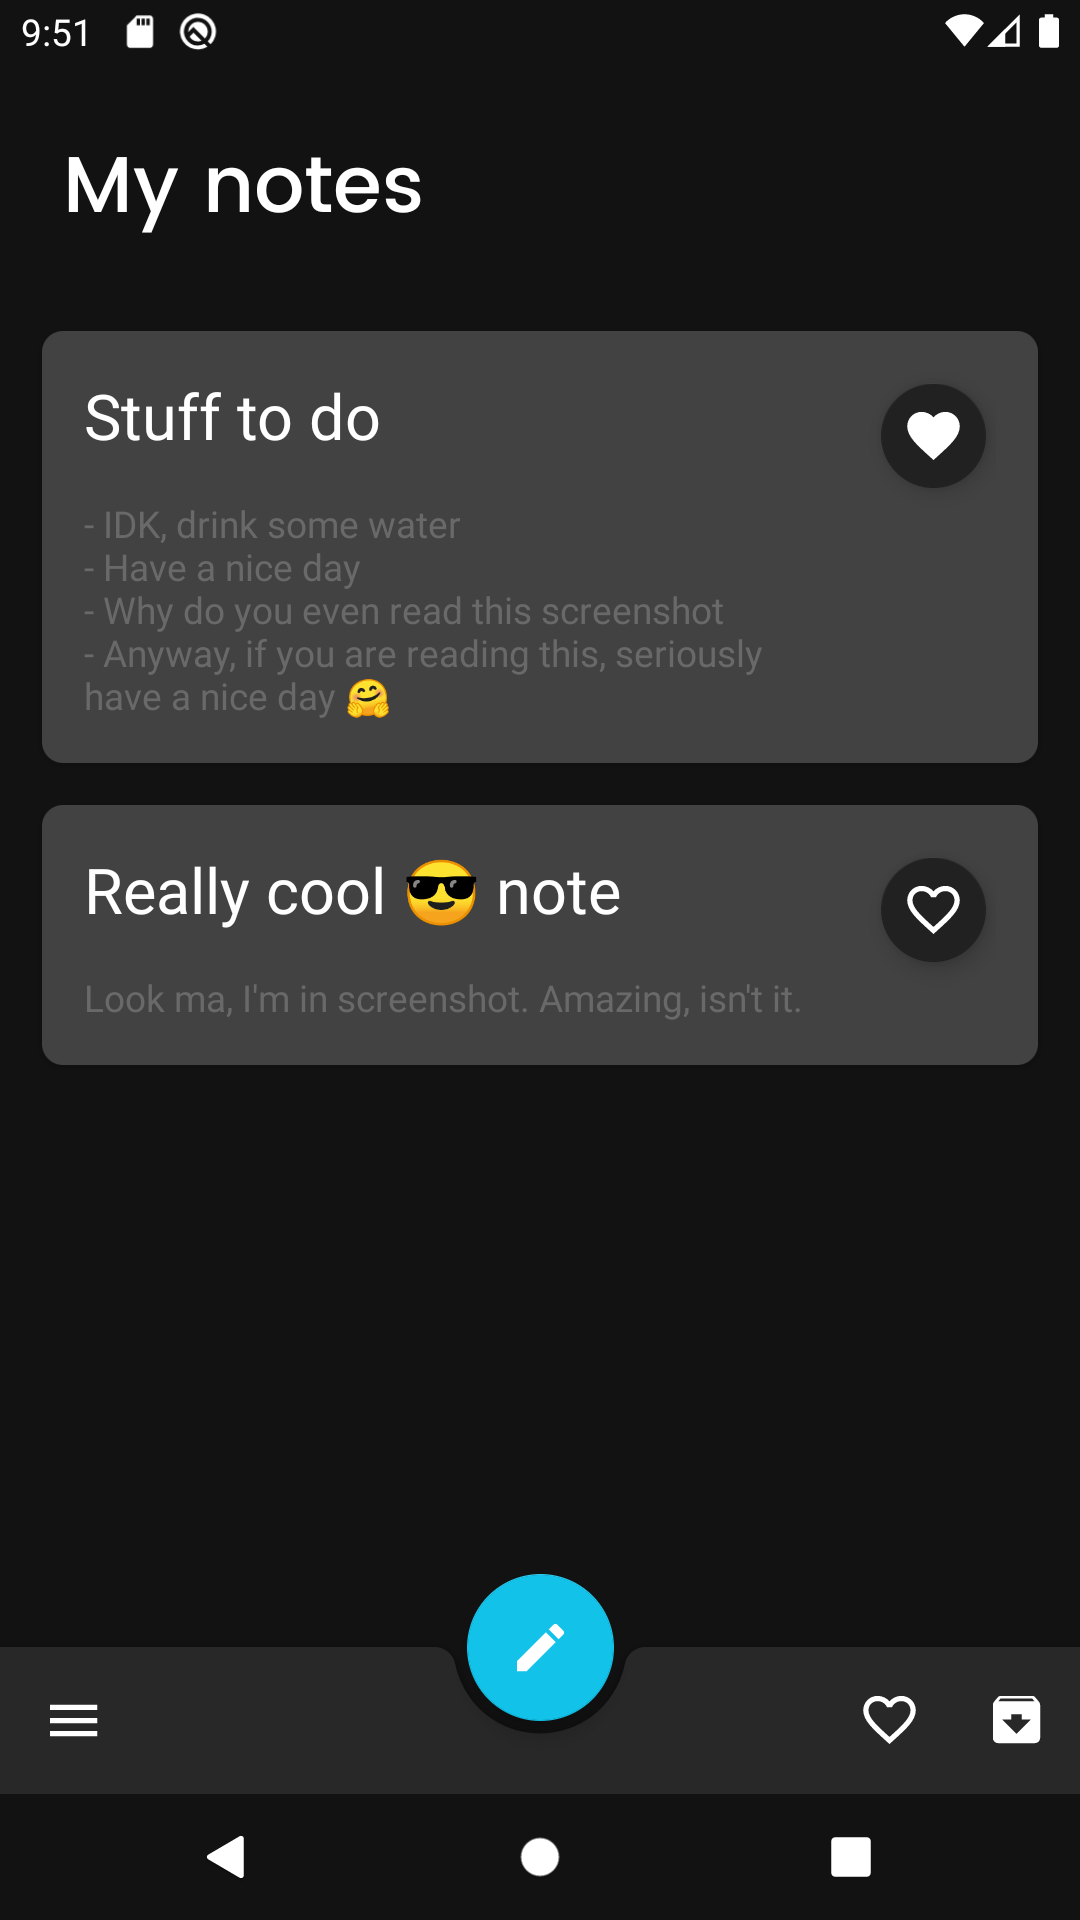 9:51
My notes
Stuff to do
- IDK, drink some water
- Have a nice day
- Why do you even read this screenshot
- Anyway, if you are reading this, seriously
have a nice day 🤗
Really cool 😎 note
Look ma, I'm in screenshot. Amazing, isn't it.